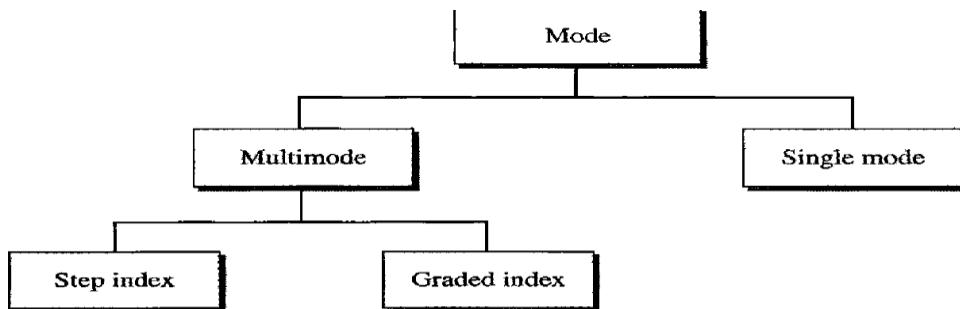 Mode
Multimode
Single mode
Step index
Graded index